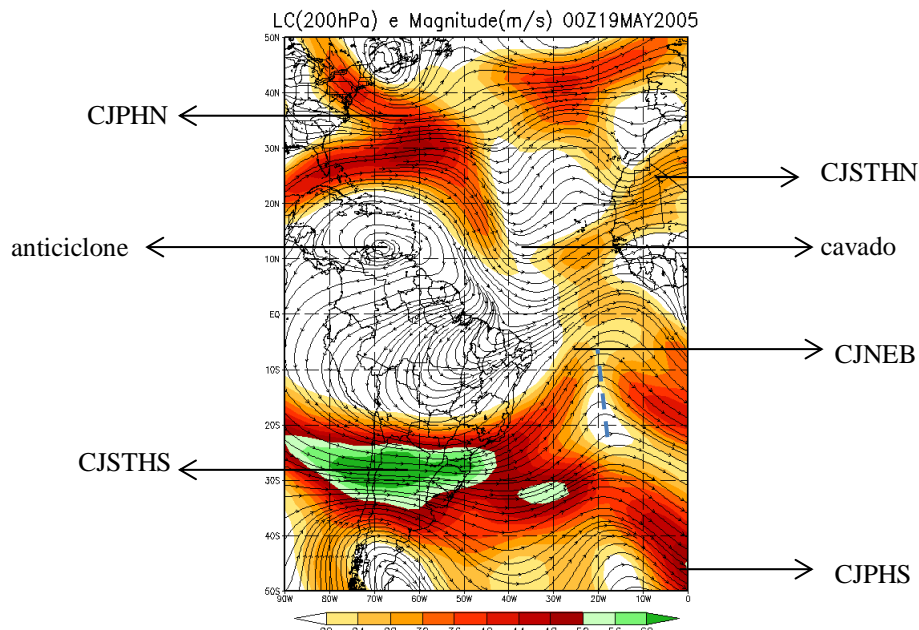 LC(200hPa) e Magnitude(m/s) 00Z19MAY2005
50N
40N
30N
20N
10N
EQ
10S
20S
30S
40S
50S
90W 80W 70W 60W 50W 40W 30W 20W 10W 0
CJPHN
CJSTHN
anticiclone
cavado
CJNEB
CJSTHS
CJPHS